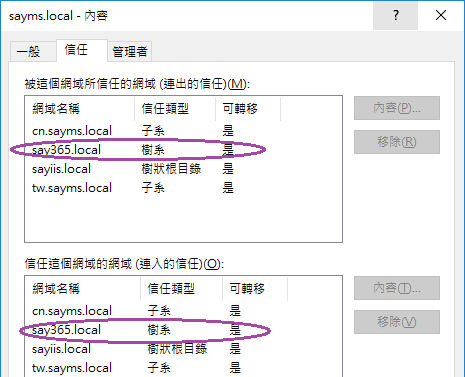 sayms.local - 內容
? ×
一般 信任 管理者
被這個網域所信任的網域 (連出的信任)(M):
網域名稱 信任類型 可轉移 內容(P)...
cn.sayms.local 子系 是
say365.local 樹系 是 移除(R)
sayiis.local 樹狀根目錄 是
tw.sayms.local 子系 是
信任這個網域的網域 (連入的信任)(O):
網域名稱 信任類型 可轉移 內容(T)...
cn.sayms.local 子系 是
say365.local 樹系 是 移除(V)
sayiis.local 樹狀根目錄 是
tw.sayms.local 子系 是